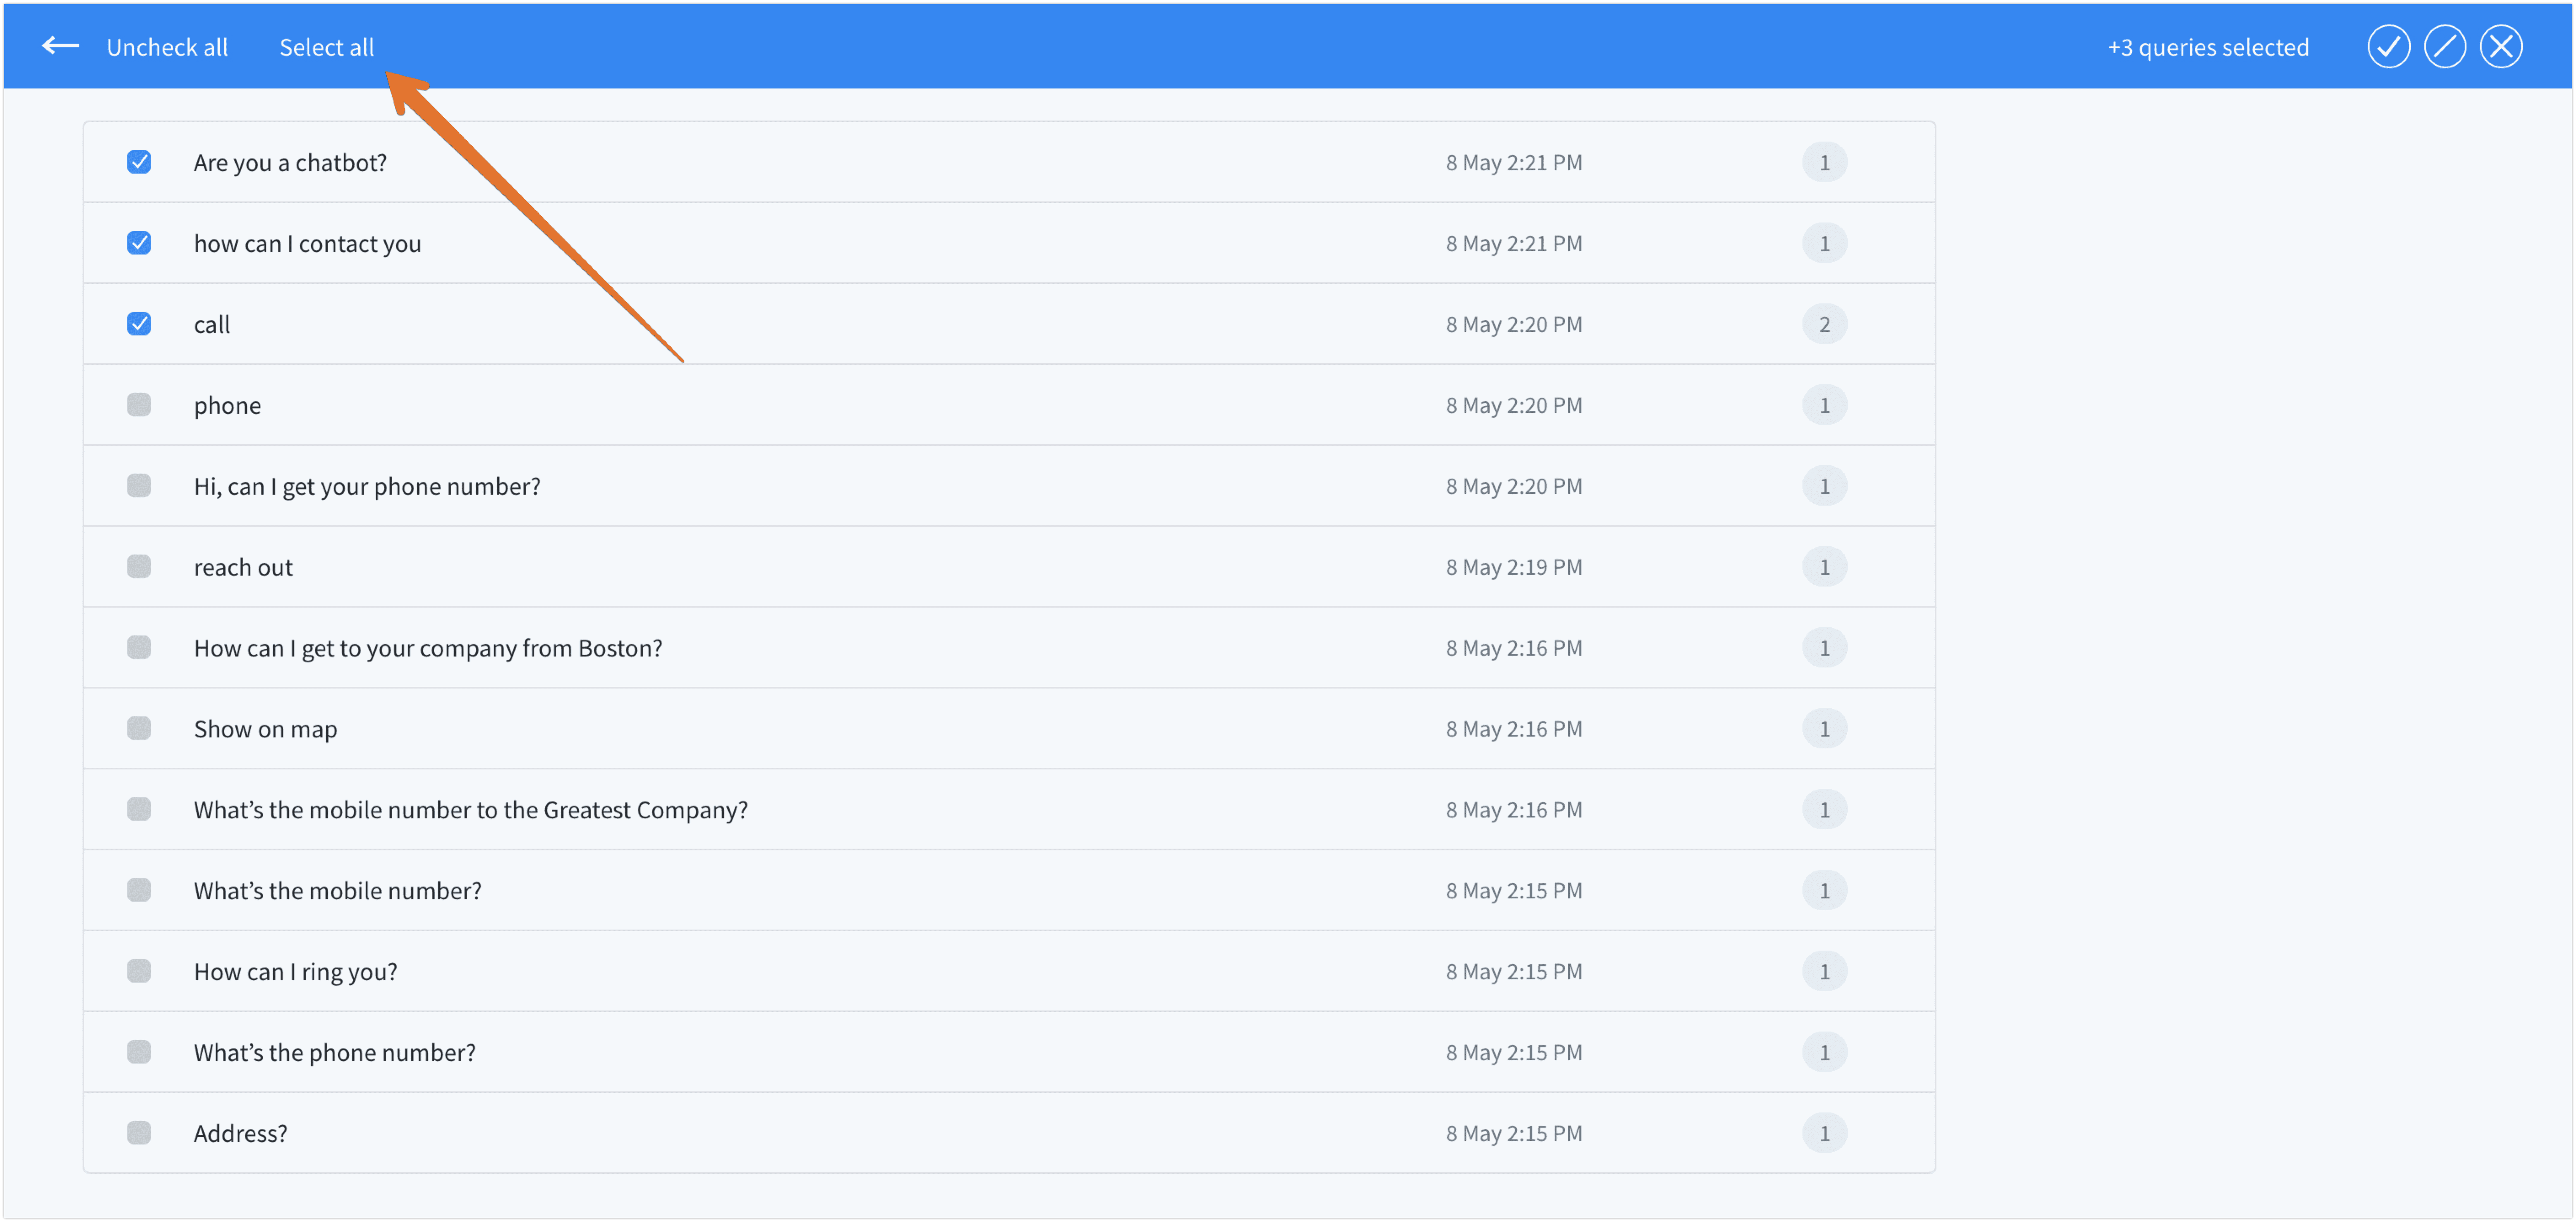 Uncheck all Select all +3 queries selected
Are you a chatbot? 8 May 2:21 PM 1
how can I contact you 8 May 2:21 PM 1
call 8 May 2:20 PM 2
phone 8 May 2:20 PM 1
Hi, can I get your phone number? 8 May 2:20 PM 1
reach out 8 May 2:19 PM 1
How can I get to your company from Boston? 8 May 2:16 PM 1
Show on map 8 May 2:16 PM 1
What’s the mobile number to the Greatest Company? 8 May 2:16 PM 1
What’s the mobile number? 8 May 2:15 PM 1
How can I ring you? 8 May 2:15 PM 1
What’s the phone number? 8 May 2:15 PM 1
Address? 8 May 2:15 PM 1